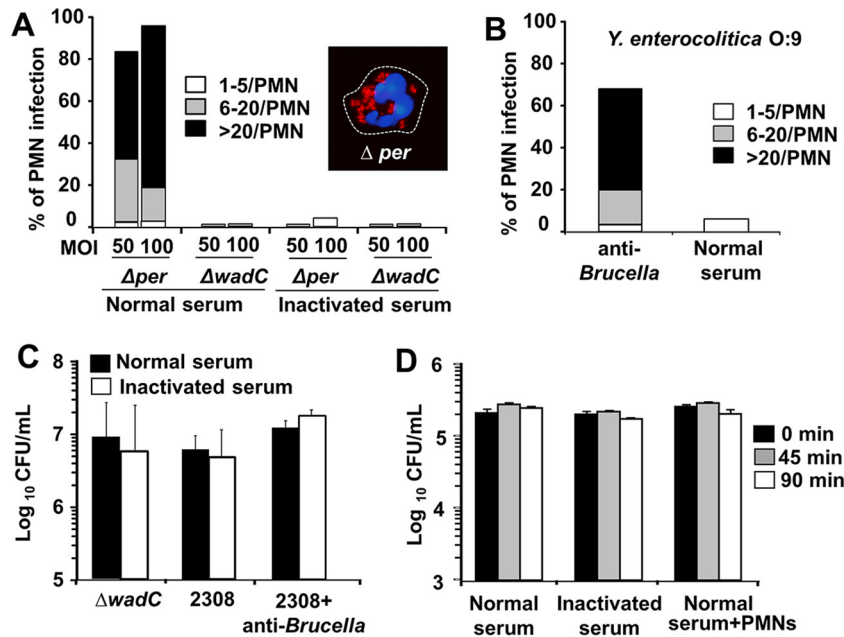 A
% of PMN infection
100
80
60
40
20
0
1-5/PMN
6-20/PMN
>20/PMN
Δ per
MOI 50 100 50 100 50 100 50 100
Δper ΔwadC Δper ΔwadC
Normal serum Inactivated serum
B
Y. enterocolitica O:9
% of PMN infection
100
80
60
40
20
0
1-5/PMN
6-20/PMN
>20/PMN
anti-
Brucella
Normal
serum
C
Log 10 CFU/mL
8
7
6
5
Normal serum
Inactivated serum
ΔwadC
2308
2308+
anti-Brucella
D
Log 10 CFU/mL
6
5
4
3
0 min
45 min
90 min
Normal
serum
Inactivated
serum
Normal
serum+PMNs